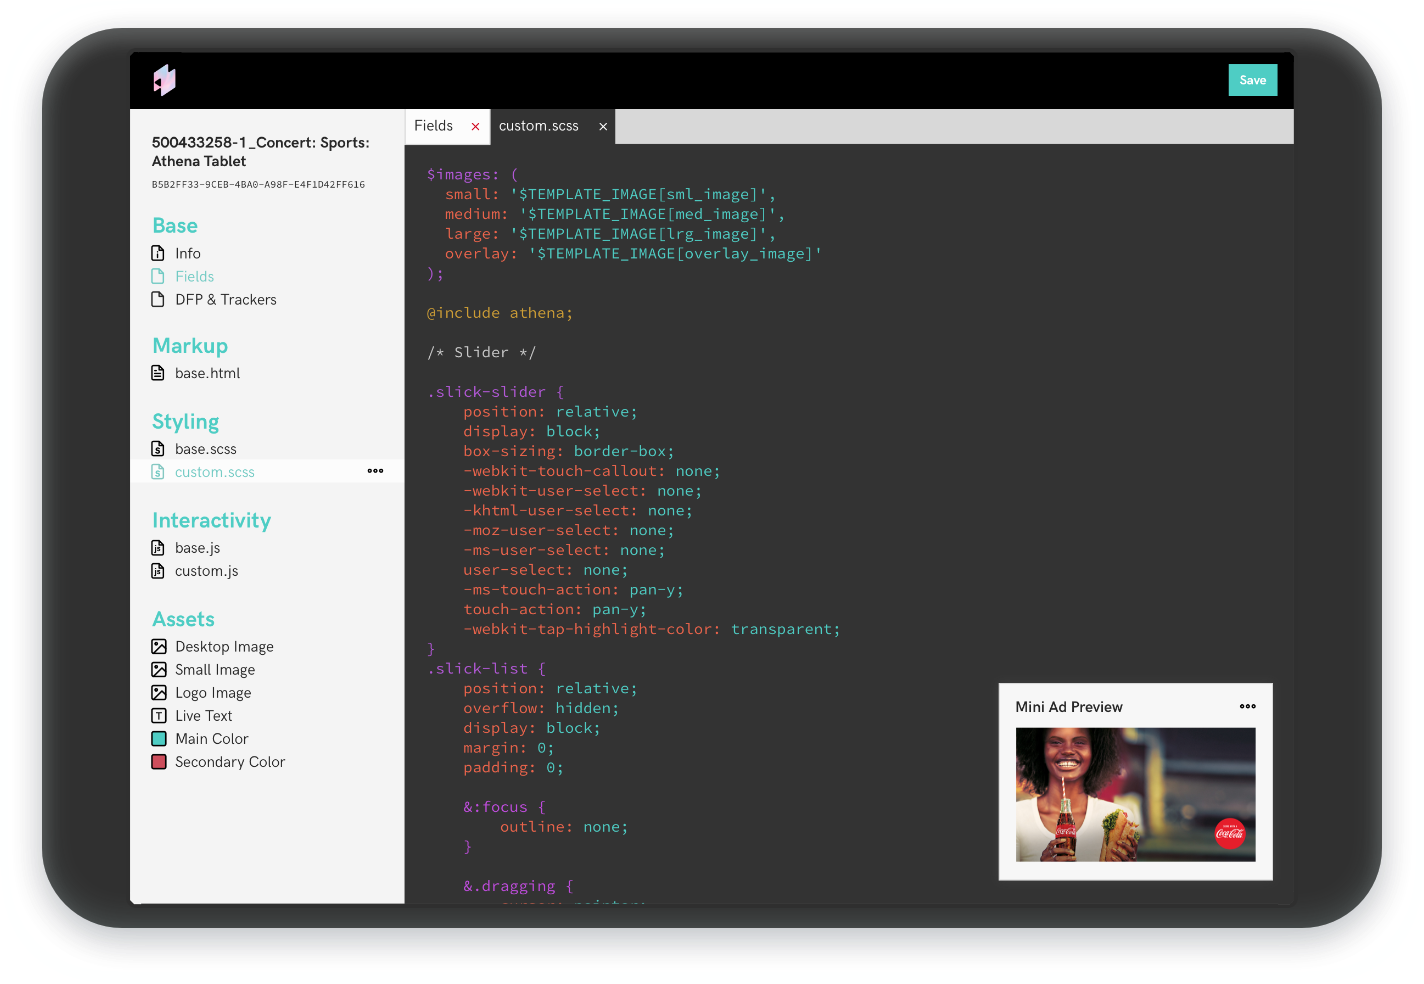 Save
500433258-1_Concert: Sports:
Athena Tablet
B5B2FF33-9CEB-4BA0-A98F-E4F1D42FF616
Base
Info
Fields
DFP & Trackers
Markup
base.html
Styling
base.scss
custom.scss
Interactivity
base.js
custom.js
Assets
Desktop Image
Small Image
Logo Image
Live Text
Main Color
Secondary Color
Fields × custom.scss ×
$images: (
  small: '$TEMPLATE_IMAGE[sml_image]',
  medium: '$TEMPLATE_IMAGE[med_image]',
  large: '$TEMPLATE_IMAGE[lrg_image]',
  overlay: '$TEMPLATE_IMAGE[overlay_image]'
);
@include athena;
/* Slider */
.slick-slider {
    position: relative;
    display: block;
    box-sizing: border-box;
    -webkit-touch-callout: none;
    -webkit-user-select: none;
    -khtml-user-select: none;
    -moz-user-select: none;
    -ms-user-select: none;
    user-select: none;
    -ms-touch-action: pan-y;
    touch-action: pan-y;
    -webkit-tap-highlight-color: transparent;
}
.slick-list {
    position: relative;
    overflow: hidden;
    display: block;
    margin: 0;
    padding: 0;
    &:focus {
        outline: none;
    }
    &.dragging {
Mini Ad Preview
Coca-Cola
Coca-Cola